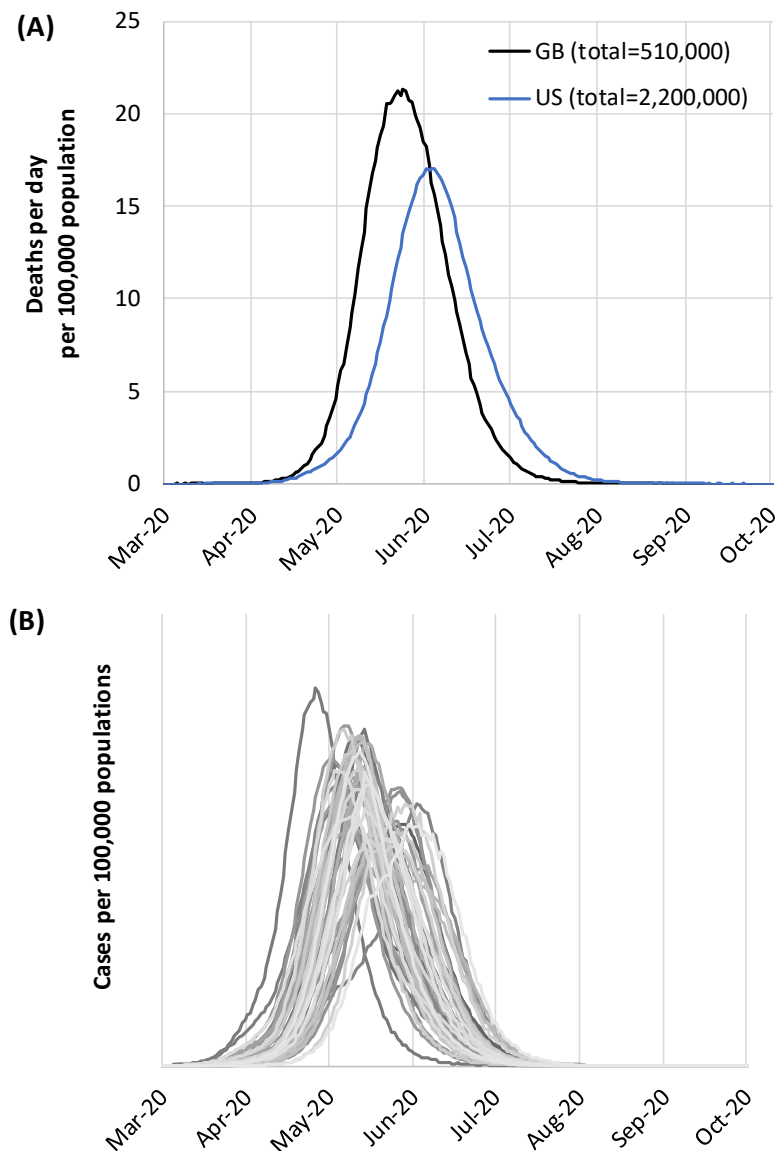 (A)
Deaths per day
per 100,000 population
25
20
15
10
5
0
GB (total=510,000)
US (total=2,200,000)
Mar-20
Apr-20
May-20
Jun-20
Jul-20
Aug-20
Sep-20
Oct-20
(B)
Cases per 100,000 populations
Mar-20
Apr-20
May-20
Jun-20
Jul-20
Aug-20
Sep-20
Oct-20